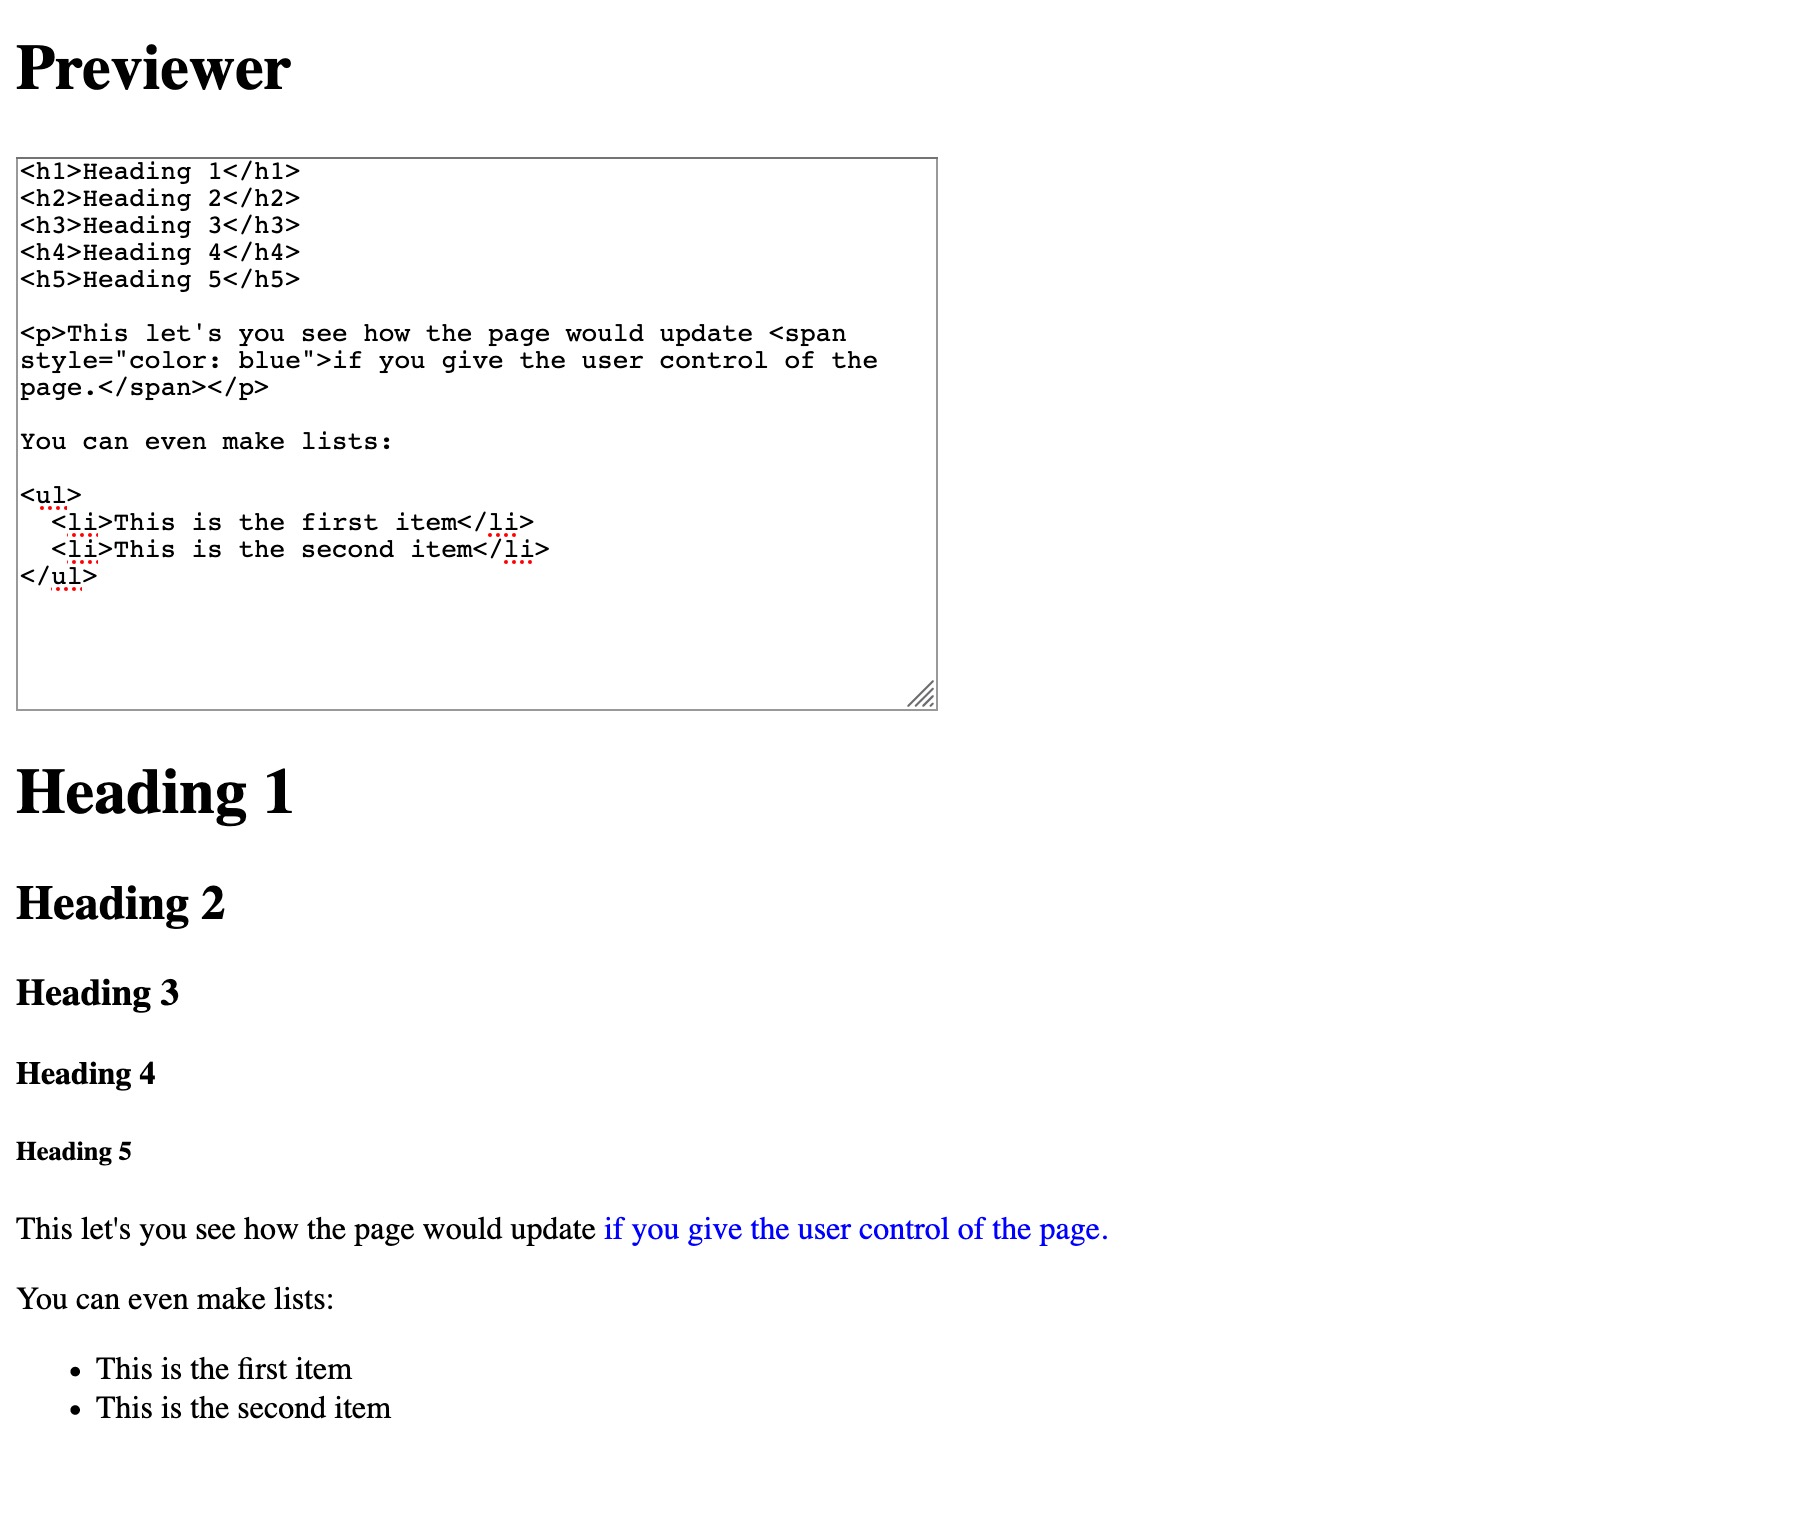 Previewer
<h1>Heading 1</h1>
<h2>Heading 2</h2>
<h3>Heading 3</h3>
<h4>Heading 4</h4>
<h5>Heading 5</h5>
<p>This let's you see how the page would update <span
style="color: blue">if you give the user control of the
page.</span></p>
You can even make lists:
<ul>
  <li>This is the first item</li>
  <li>This is the second item</li>
</ul>
Heading 1
Heading 2
Heading 3
Heading 4
Heading 5
This let's you see how the page would update if you give the user control of the page.
You can even make lists:
• This is the first item
• This is the second item